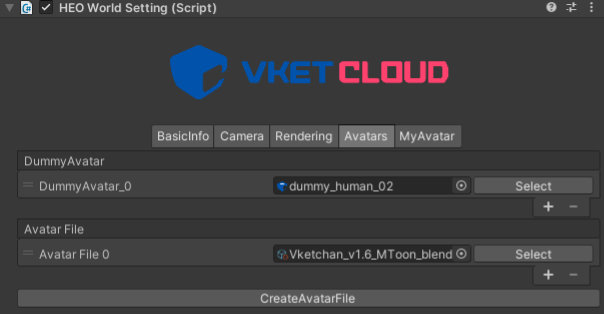 HEO World Setting (Script)
VKET CLOUD
BasicInfo Camera Rendering Avatars MyAvatar
DummyAvatar
DummyAvatar_0 dummy_human_02 Select
Avatar File
Avatar File 0 Vketchan_v1.6_MToon_blend Select
CreateAvatarFile